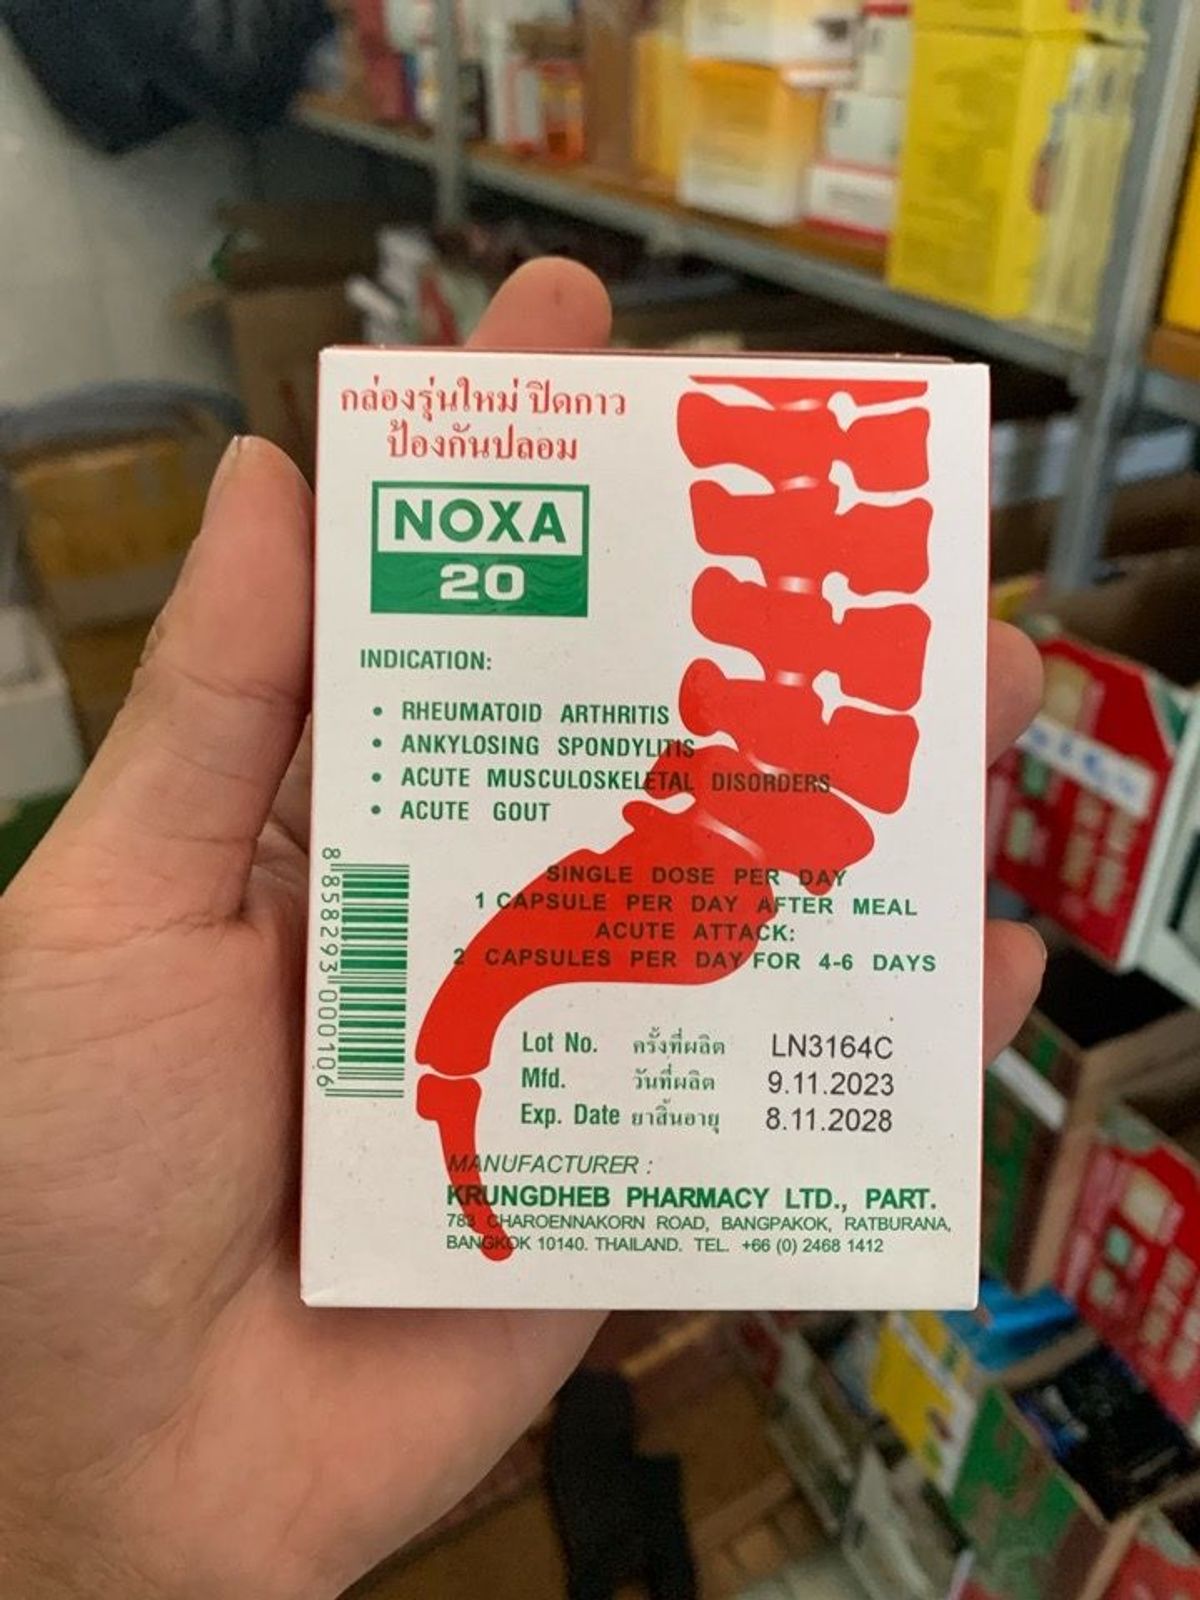 กล่องรุ่นใหม่ ปิดกาว
ป้องกันปลอม
NOXA
20
INDICATION:
• RHEUMATOID ARTHRITIS
• ANKYLOSING SPONDYLITIS
• ACUTE MUSCULOSKELETAL DISORDERS
• ACUTE GOUT
SINGLE DOSE PER DAY
1 CAPSULE PER DAY AFTER MEAL
ACUTE ATTACK:
2 CAPSULES PER DAY FOR 4-6 DAYS
8 858293 000106
Lot No. ครั้งที่ผลิต LN3164C
Mfd. วันที่ผลิต 9.11.2023
Exp. Date ยาสิ้นอายุ 8.11.2028
MANUFACTURER :
KRUNGDHEB PHARMACY LTD., PART.
783 CHAROENNAKORN ROAD, BANGPAKOK, RATBURANA,
BANGKOK 10140. THAILAND. TEL. +66 (0) 2468 1412